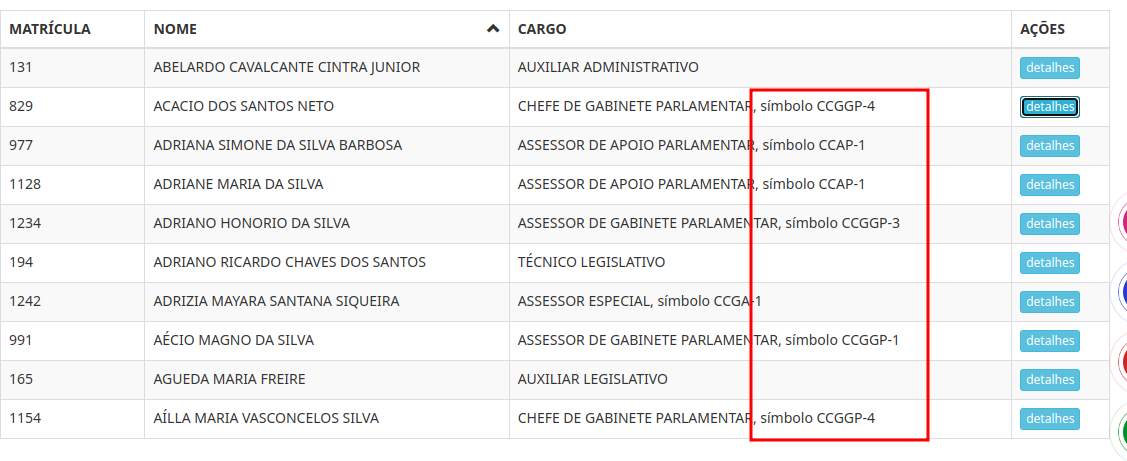 MATRÍCULA NOME CARGO AÇÕES
131 ABELARDO CAVALCANTE CINTRA JUNIOR AUXILIAR ADMINISTRATIVO detalhes
829 ACACIO DOS SANTOS NETO CHEFE DE GABINETE PARLAMENTAR, símbolo CCGGP-4 detalhes
977 ADRIANA SIMONE DA SILVA BARBOSA ASSESSOR DE APOIO PARLAMENTAR, símbolo CCAP-1 detalhes
1128 ADRIANE MARIA DA SILVA ASSESSOR DE APOIO PARLAMENTAR, símbolo CCAP-1 detalhes
1234 ADRIANO HONORIO DA SILVA ASSESSOR DE GABINETE PARLAMENTAR, símbolo CCGGP-3 detalhes
194 ADRIANO RICARDO CHAVES DOS SANTOS TÉCNICO LEGISLATIVO detalhes
1242 ADRIZIA MAYARA SANTANA SIQUEIRA ASSESSOR ESPECIAL, símbolo CCGA-1 detalhes
991 AÉCIO MAGNO DA SILVA ASSESSOR DE GABINETE PARLAMENTAR, símbolo CCGGP-1 detalhes
165 AGUEDA MARIA FREIRE AUXILIAR LEGISLATIVO detalhes
1154 AÍLLA MARIA VASCONCELOS SILVA CHEFE DE GABINETE PARLAMENTAR, símbolo CCGGP-4 detalhes